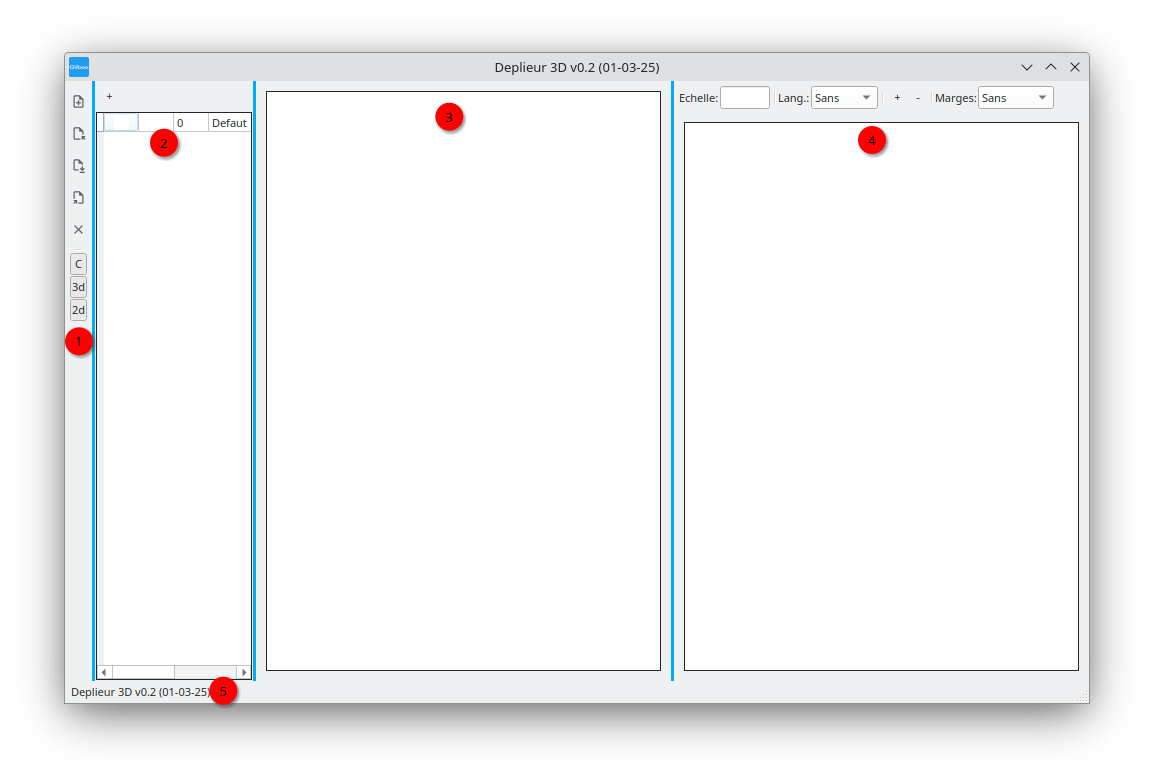 Deplieur 3D v0.2 (01-03-25)
+
Echelle: Lang.: Sans + - Marges: Sans
0 Defaut
2
3
4
C
3d
2d
1
Deplieur 3D v0.2 (01-03-25) 5